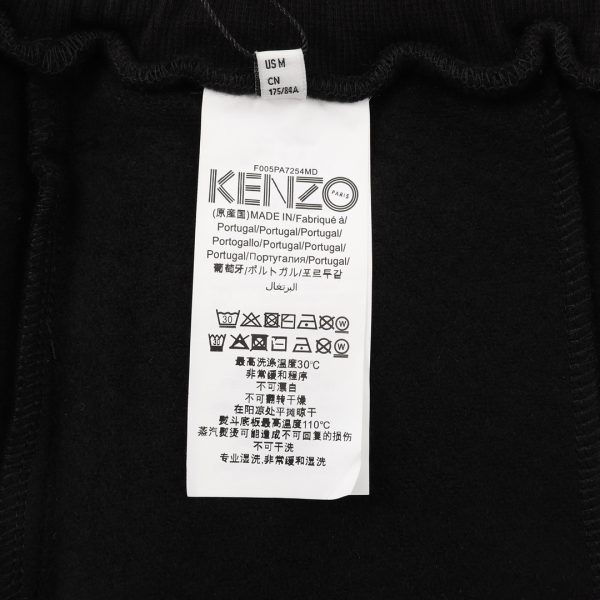 US M
CN
175/84A
F005PA7254MD
KENZO
PARIS
(原産国)MADE IN/Fabriqué à/
Portugal/Portugal/Portugal/
Portogallo/Portugal/Portugal/
Portugal/Португалия/Portugal/
葡萄牙/ポルトガル/포르투갈/
البرتغال
30 W
30 W
最高洗涤温度30℃
非常缓和程序
不可漂白
不可翻转干燥
在阴凉处平摊晾干
熨斗底板最高温度110℃
蒸汽熨烫可能造成不可回复的损伤
不可干洗
专业湿洗,非常缓和湿洗